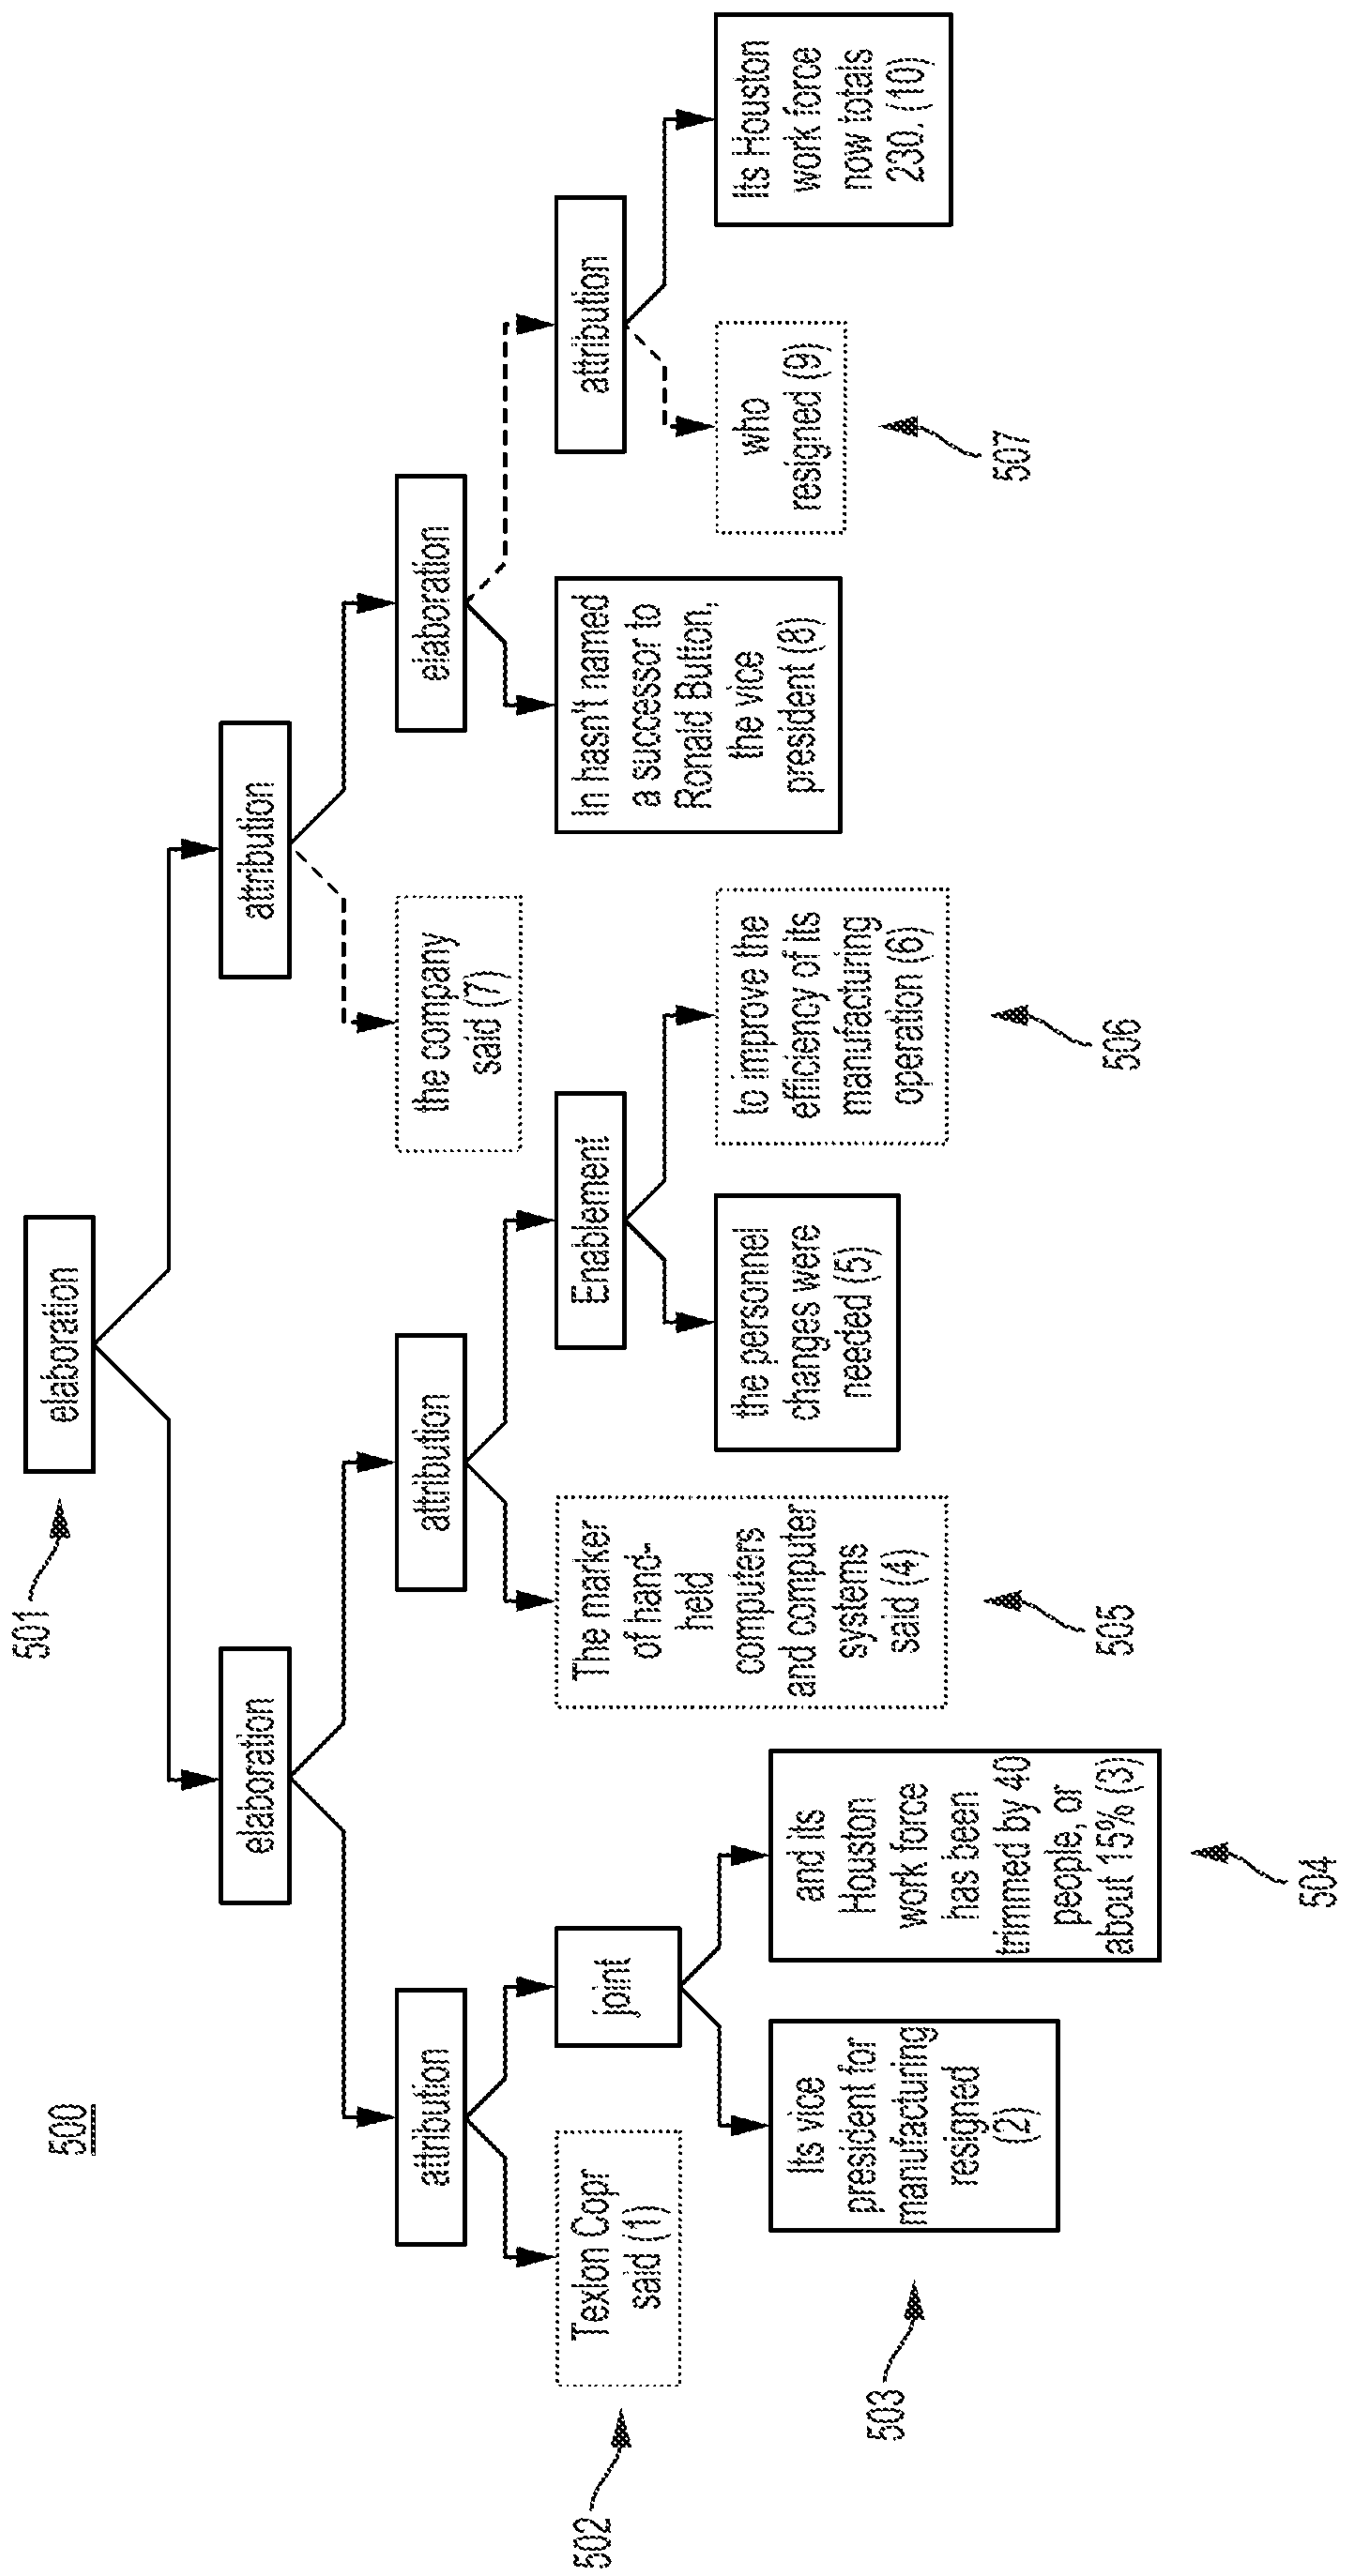 500
501
elaboration
elaboration
attribution
attribution
attribution
elaboration
Texlon Copr
said (1)
502
joint
Its vice
president for
manufacturing
resigned
(2)
503
and its
Houston
work force
has been
trimmed by 40
people, or
about 15% (3)
504
The marker
of hand-
held
computers
and computer
systems
said (4)
505
Enablement
the personnel
changes were
needed (5)
to improve the
efficiency of its
manufacturing
operation (6)
506
the company
said (7)
In hasn't named
a successor to
Ronald Bution,
the vice
president (8)
attribution
who
resigned (9)
507
Its Houston
work force
now totals
230. (10)